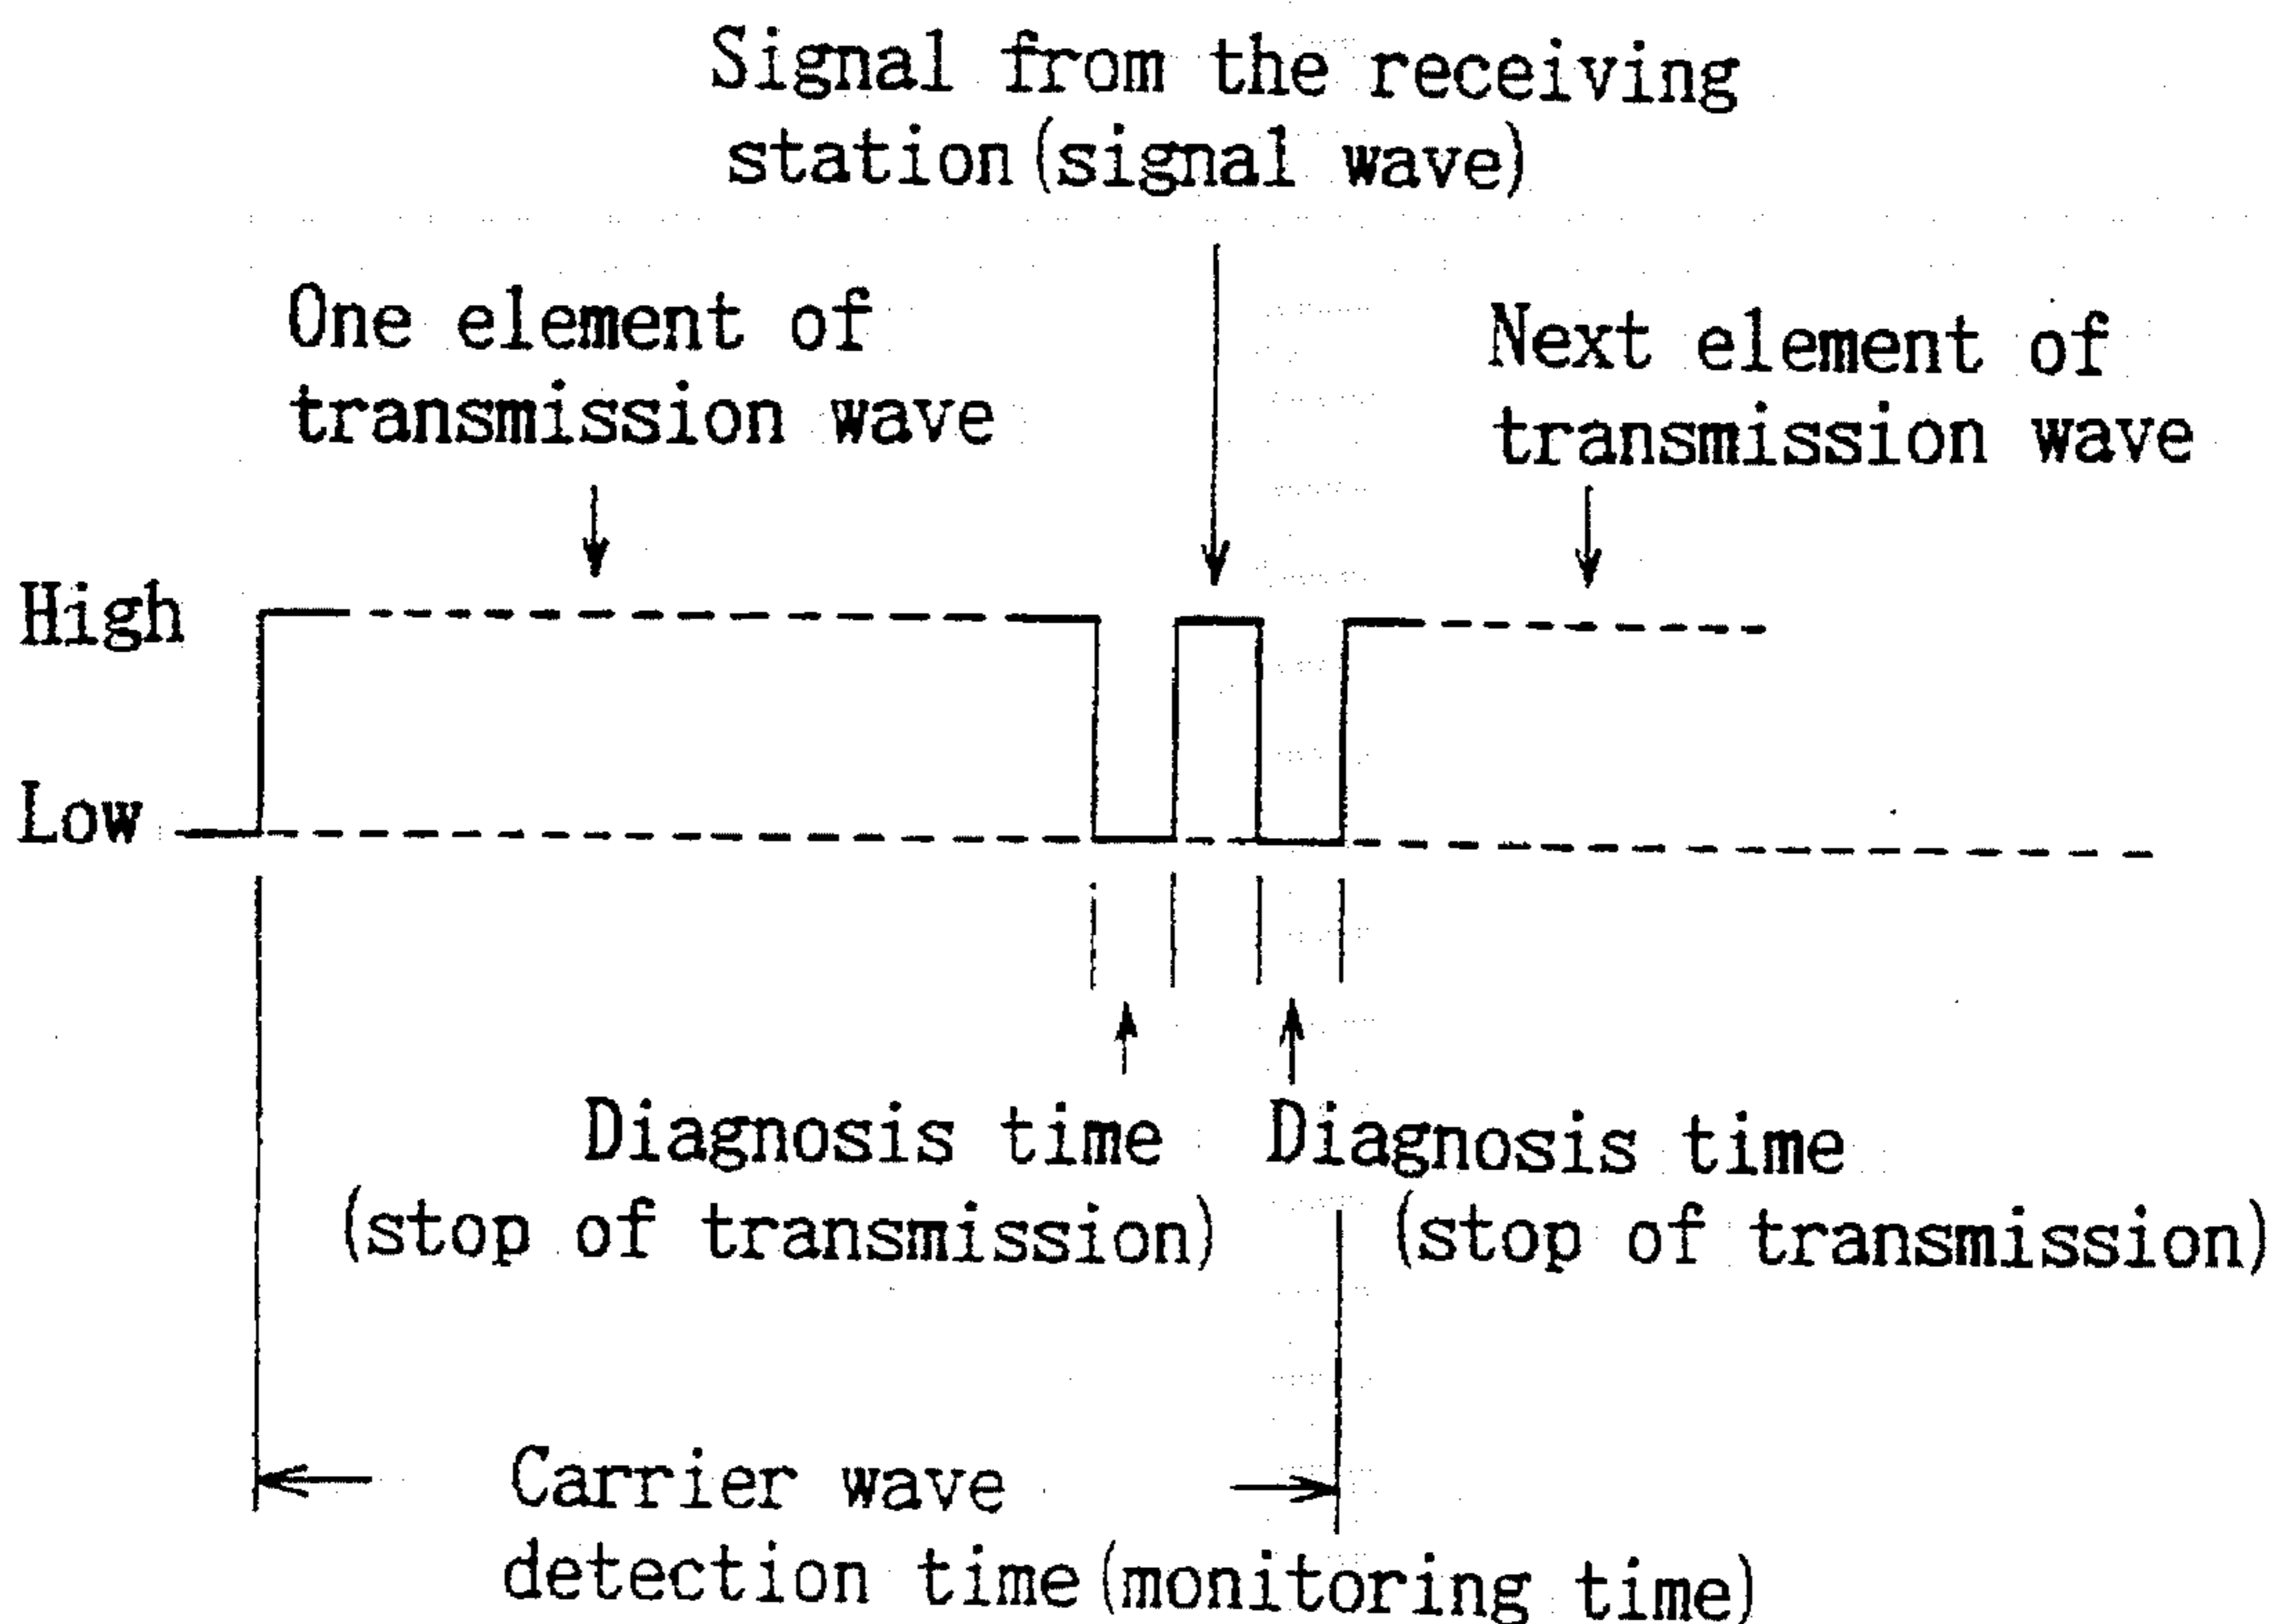 Signal from the receiving
station(signal wave)
One element of
transmission wave
Next element of
transmission wave
High
Low
Diagnosis time
(stop of transmission)
Diagnosis time
(stop of transmission)
Carrier wave
detection time(monitoring time)